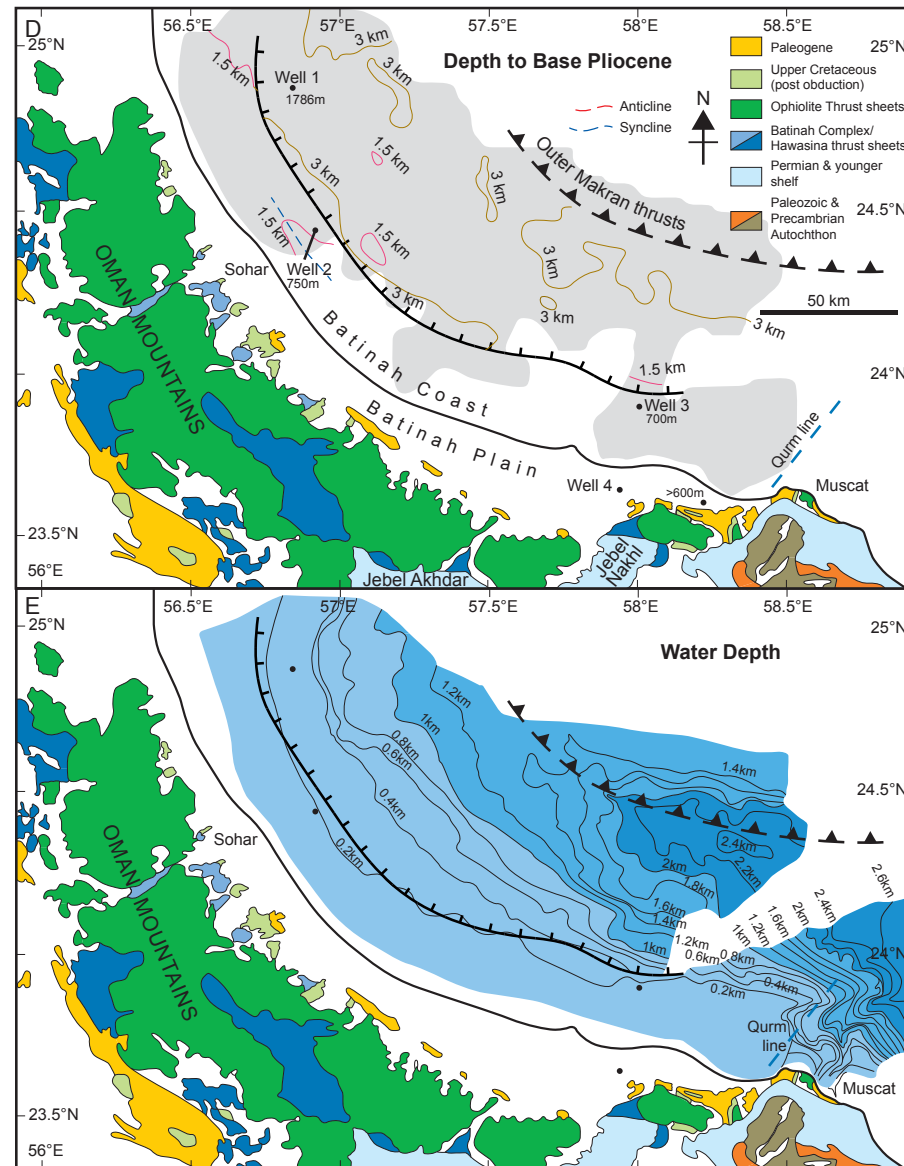 D
56.5°E
57°E
57.5°E
58°E
58.5°E
25°N
25°N
3 km
3 km
1.5 km
Well 1
1786m
Depth to Base Pliocene
Anticline
Syncline
N
Paleogene
Upper Cretaceous
(post obduction)
Ophiolite Thrust sheets
Batinah Complex/
Hawasina thrust sheets
Permian & younger
shelf
Paleozoic &
Precambrian
Autochthon
Outer Makran thrusts
1.5 km
3 km
3 km
24.5°N
1.5 km
1.5 km
3 km
Sohar
Well 2
750m
3 km
3 km
3 km
50 km
OMAN
MOUNTAINS
Batinah Coast
Batinah Plain
1.5 km
24°N
Well 3
700m
Qurm line
Well 4
>600m
Muscat
23.5°N
56°E
Jebel Akhdar
Jebel
Nakhl
E
56.5°E
57°E
57.5°E
58°E
58.5°E
25°N
25°N
Water Depth
1.2km
1km
0.8km
0.6km
0.4km
0.2km
1.4km
24.5°N
Sohar
2.4km
2.2km
2km
1.8km
1.6km
1.4km
1.2km
1km
0.6km
0.8km
1km
1.2km
1.6km
2km
2.4km
2.6km
OMAN
MOUNTAINS
24°N
0.2km
0.4km
Qurm
line
Muscat
23.5°N
56°E